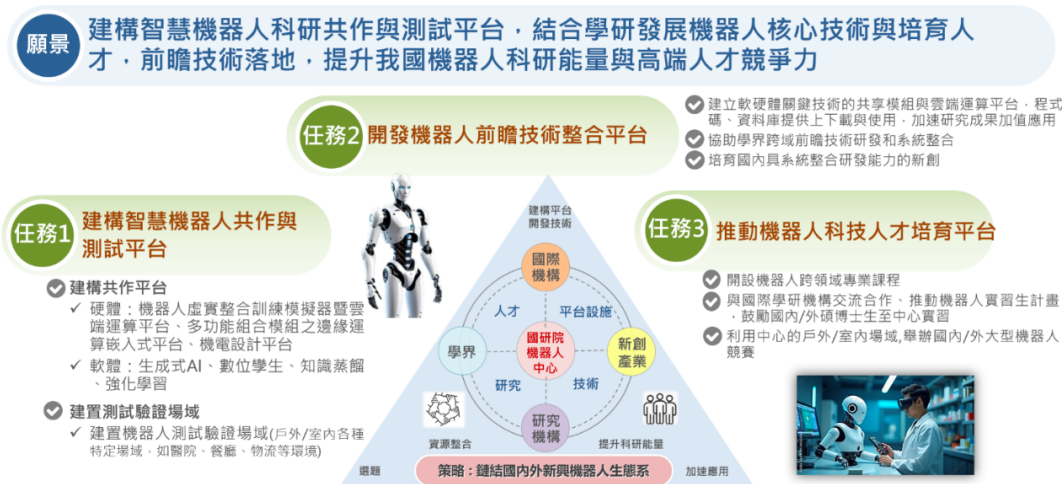 願景
建構智慧機器人科研共作與測試平台，結合學研發展機器人核心技術與培育人
才，前瞻技術落地，提升我國機器人科研能量與高端人才競爭力
任務2
開發機器人前瞻技術整合平台
建立軟硬體關鍵技術的共享模組與雲端運算平台，程式
碼、資料庫提供上下載與使用，加速研究成果加值應用
協助學界跨域前瞻技術研發和系統整合
培育國內具系統整合研發能力的新創
任務1
建構智慧機器人共作與
測試平台
建構共作平台
硬體：機器人虛實整合訓練模擬器暨雲
端運算平台、多功能組合模組之邊緣運
算嵌入式平台、機電設計平台
軟體：生成式AI、數位孿生、知識蒸餾
、強化學習
建置測試驗證場域
建置機器人測試驗證場域(戶外/室內各種
特定場域，如醫院、餐廳、物流等環境)
建構平台
開發技術
國際
機構
人才
平台設施
學界
國研院
機器人
中心
新創
產業
研究
技術
研究
機構
資源整合
提升科研能量
選題
策略：鏈結國內外新興機器人生態系
加速應用
任務3
推動機器人科技人才培育平台
開設機器人跨領域專業課程
與國際學研機構交流合作、推動機器人實習生計畫
，鼓勵國內/外碩博士生至中心實習
利用中心的戶外/室內場域,舉辦國內/外大型機器人
競賽